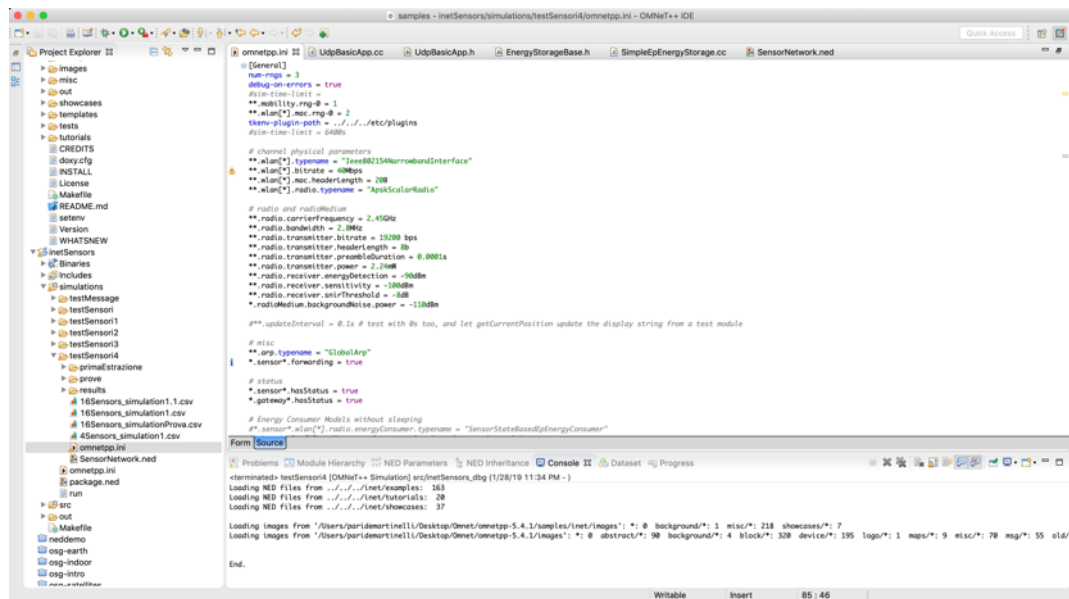 samples - inetSensors/simulations/testSensori4/omnetpp.ini - OMNeT++ IDE
Quick Access
Project Explorer
images
misc
out
showcases
templates
tests
tutorials
CREDITS
doxy.cfg
INSTALL
License
Makefile
README.md
setenv
Version
WHATSNEW
inetSensors
Binaries
Includes
simulations
testMessage
testSensori
testSensori1
testSensori2
testSensori3
testSensori4
primaEstrazione
prove
results
16Sensors_simulation1.1.csv
16Sensors_simulation1.csv
16Sensors_simulationProva.csv
4Sensors_simulation1.csv
omnetpp.ini
SensorNetwork.ned
omnetpp.ini
package.ned
run
src
out
Makefile
neddemo
osg-earth
osg-indoor
osg-intro
osg-satellites
omnetpp.ini UdpBasicApp.cc UdpBasicApp.h EnergyStorageBase.h SimpleEpEnergyStorage.cc SensorNetwork.ned
[General]
num-rngs = 3
debug-on-errors = true
#sim-time-limit =
**.mobility.rng-0 = 1
**.wlan[*].mac.rng-0 = 2
tkenv-plugin-path = ../../../etc/plugins
#sim-time-limit = 6400s
# channel physical parameters
**.wlan[*].typename = "Ieee802154NarrowbandInterface"
**.wlan[*].bitrate = 40Mbps
**.wlan[*].mac.headerLength = 20B
**.wlan[*].radio.typename = "ApskScalarRadio"
# radio and radioMedium
**.radio.carrierFrequency = 2.45GHz
**.radio.bandwidth = 2.8MHz
**.radio.transmitter.bitrate = 19200 bps
**.radio.transmitter.headerLength = 8b
**.radio.transmitter.preambleDuration = 0.0001s
**.radio.transmitter.power = 2.24mW
**.radio.receiver.energyDetection = -90dBm
**.radio.receiver.sensitivity = -100dBm
**.radio.receiver.snirThreshold = -8dB
*.radioMedium.backgroundNoise.power = -110dBm
#**.updateInterval = 0.1s # test with 0s too, and let getCurrentPosition update the display string from a test module
# misc
**.arp.typename = "GlobalArp"
*.sensor*.forwarding = true
# status
*.sensor*.hasStatus = true
*.gateway*.hasStatus = true
# Energy Consumer Models without sleeping
#*.sensor*.wlan[*].radio.energyConsumer.typename = "SensorStateBasedEpEnergyConsumer"
Form Source
Problems Module Hierarchy NED Parameters NED Inheritance Console Dataset Progress
<terminated> testSensori4 [OMNeT++ Simulation] src/inetSensors_dbg (1/28/19 11:34 PM - )
Loading NED files from ../../../inet/examples: 163
Loading NED files from ../../../inet/tutorials: 20
Loading NED files from ../../../inet/showcases: 37
Loading images from '/Users/paridemartinelli/Desktop/Omnet/omnetpp-5.4.1/samples/inet/images': *: 0 background/*: 1 misc/*: 218 showcases/*: 7
Loading images from '/Users/paridemartinelli/Desktop/Omnet/omnetpp-5.4.1/images': *: 0 abstract/*: 90 background/*: 4 block/*: 320 device/*: 195 logo/*: 1 maps/*: 9 misc/*: 70 msg/*: 55 old/
End.
Writable Insert 85 : 46